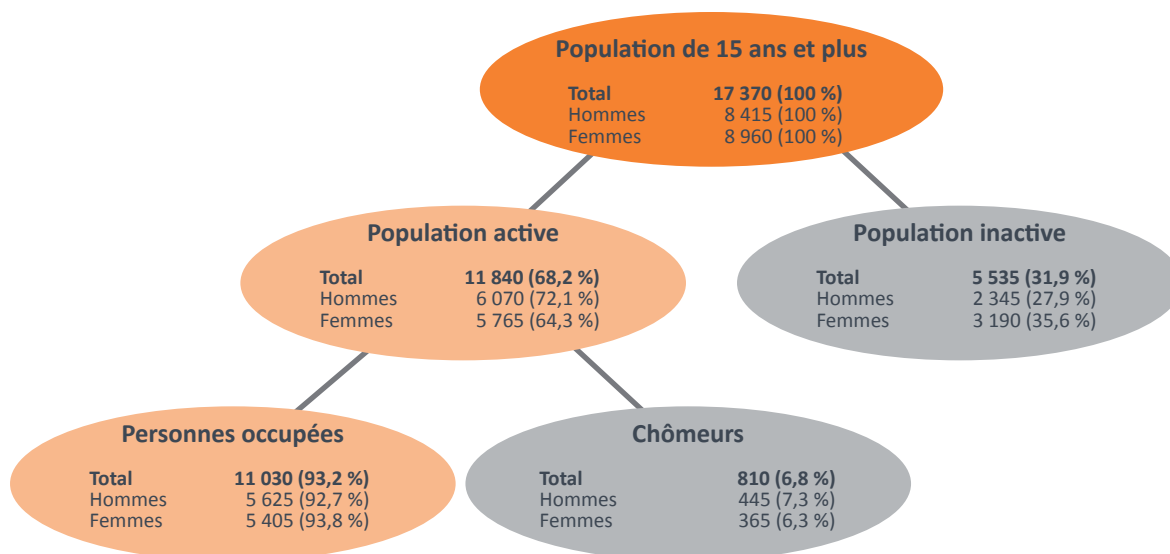 Population de 15 ans et plus
Total 17 370 (100 %)
Hommes 8 415 (100 %)
Femmes 8 960 (100 %)
Population active
Total 11 840 (68,2 %)
Hommes 6 070 (72,1 %)
Femmes 5 765 (64,3 %)
Population inactive
Total 5 535 (31,9 %)
Hommes 2 345 (27,9 %)
Femmes 3 190 (35,6 %)
Personnes occupées
Total 11 030 (93,2 %)
Hommes 5 625 (92,7 %)
Femmes 5 405 (93,8 %)
Chômeurs
Total 810 (6,8 %)
Hommes 445 (7,3 %)
Femmes 365 (6,3 %)